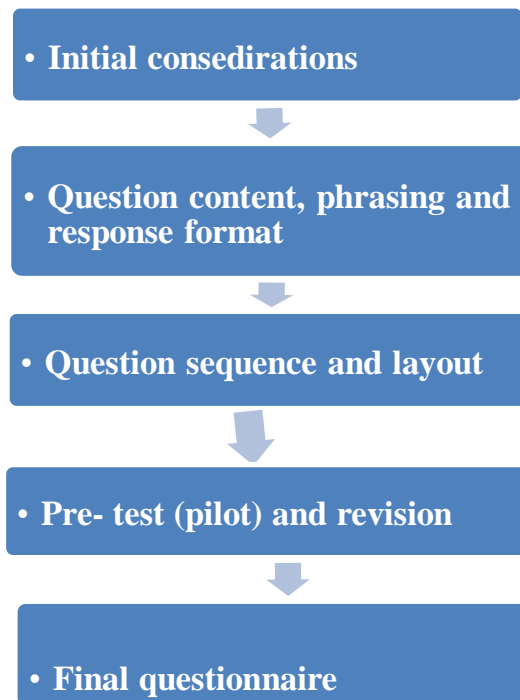 • Initial consedirations
• Question content, phrasing and
response format
• Question sequence and layout
• Pre- test (pilot) and revision
• Final questionnaire